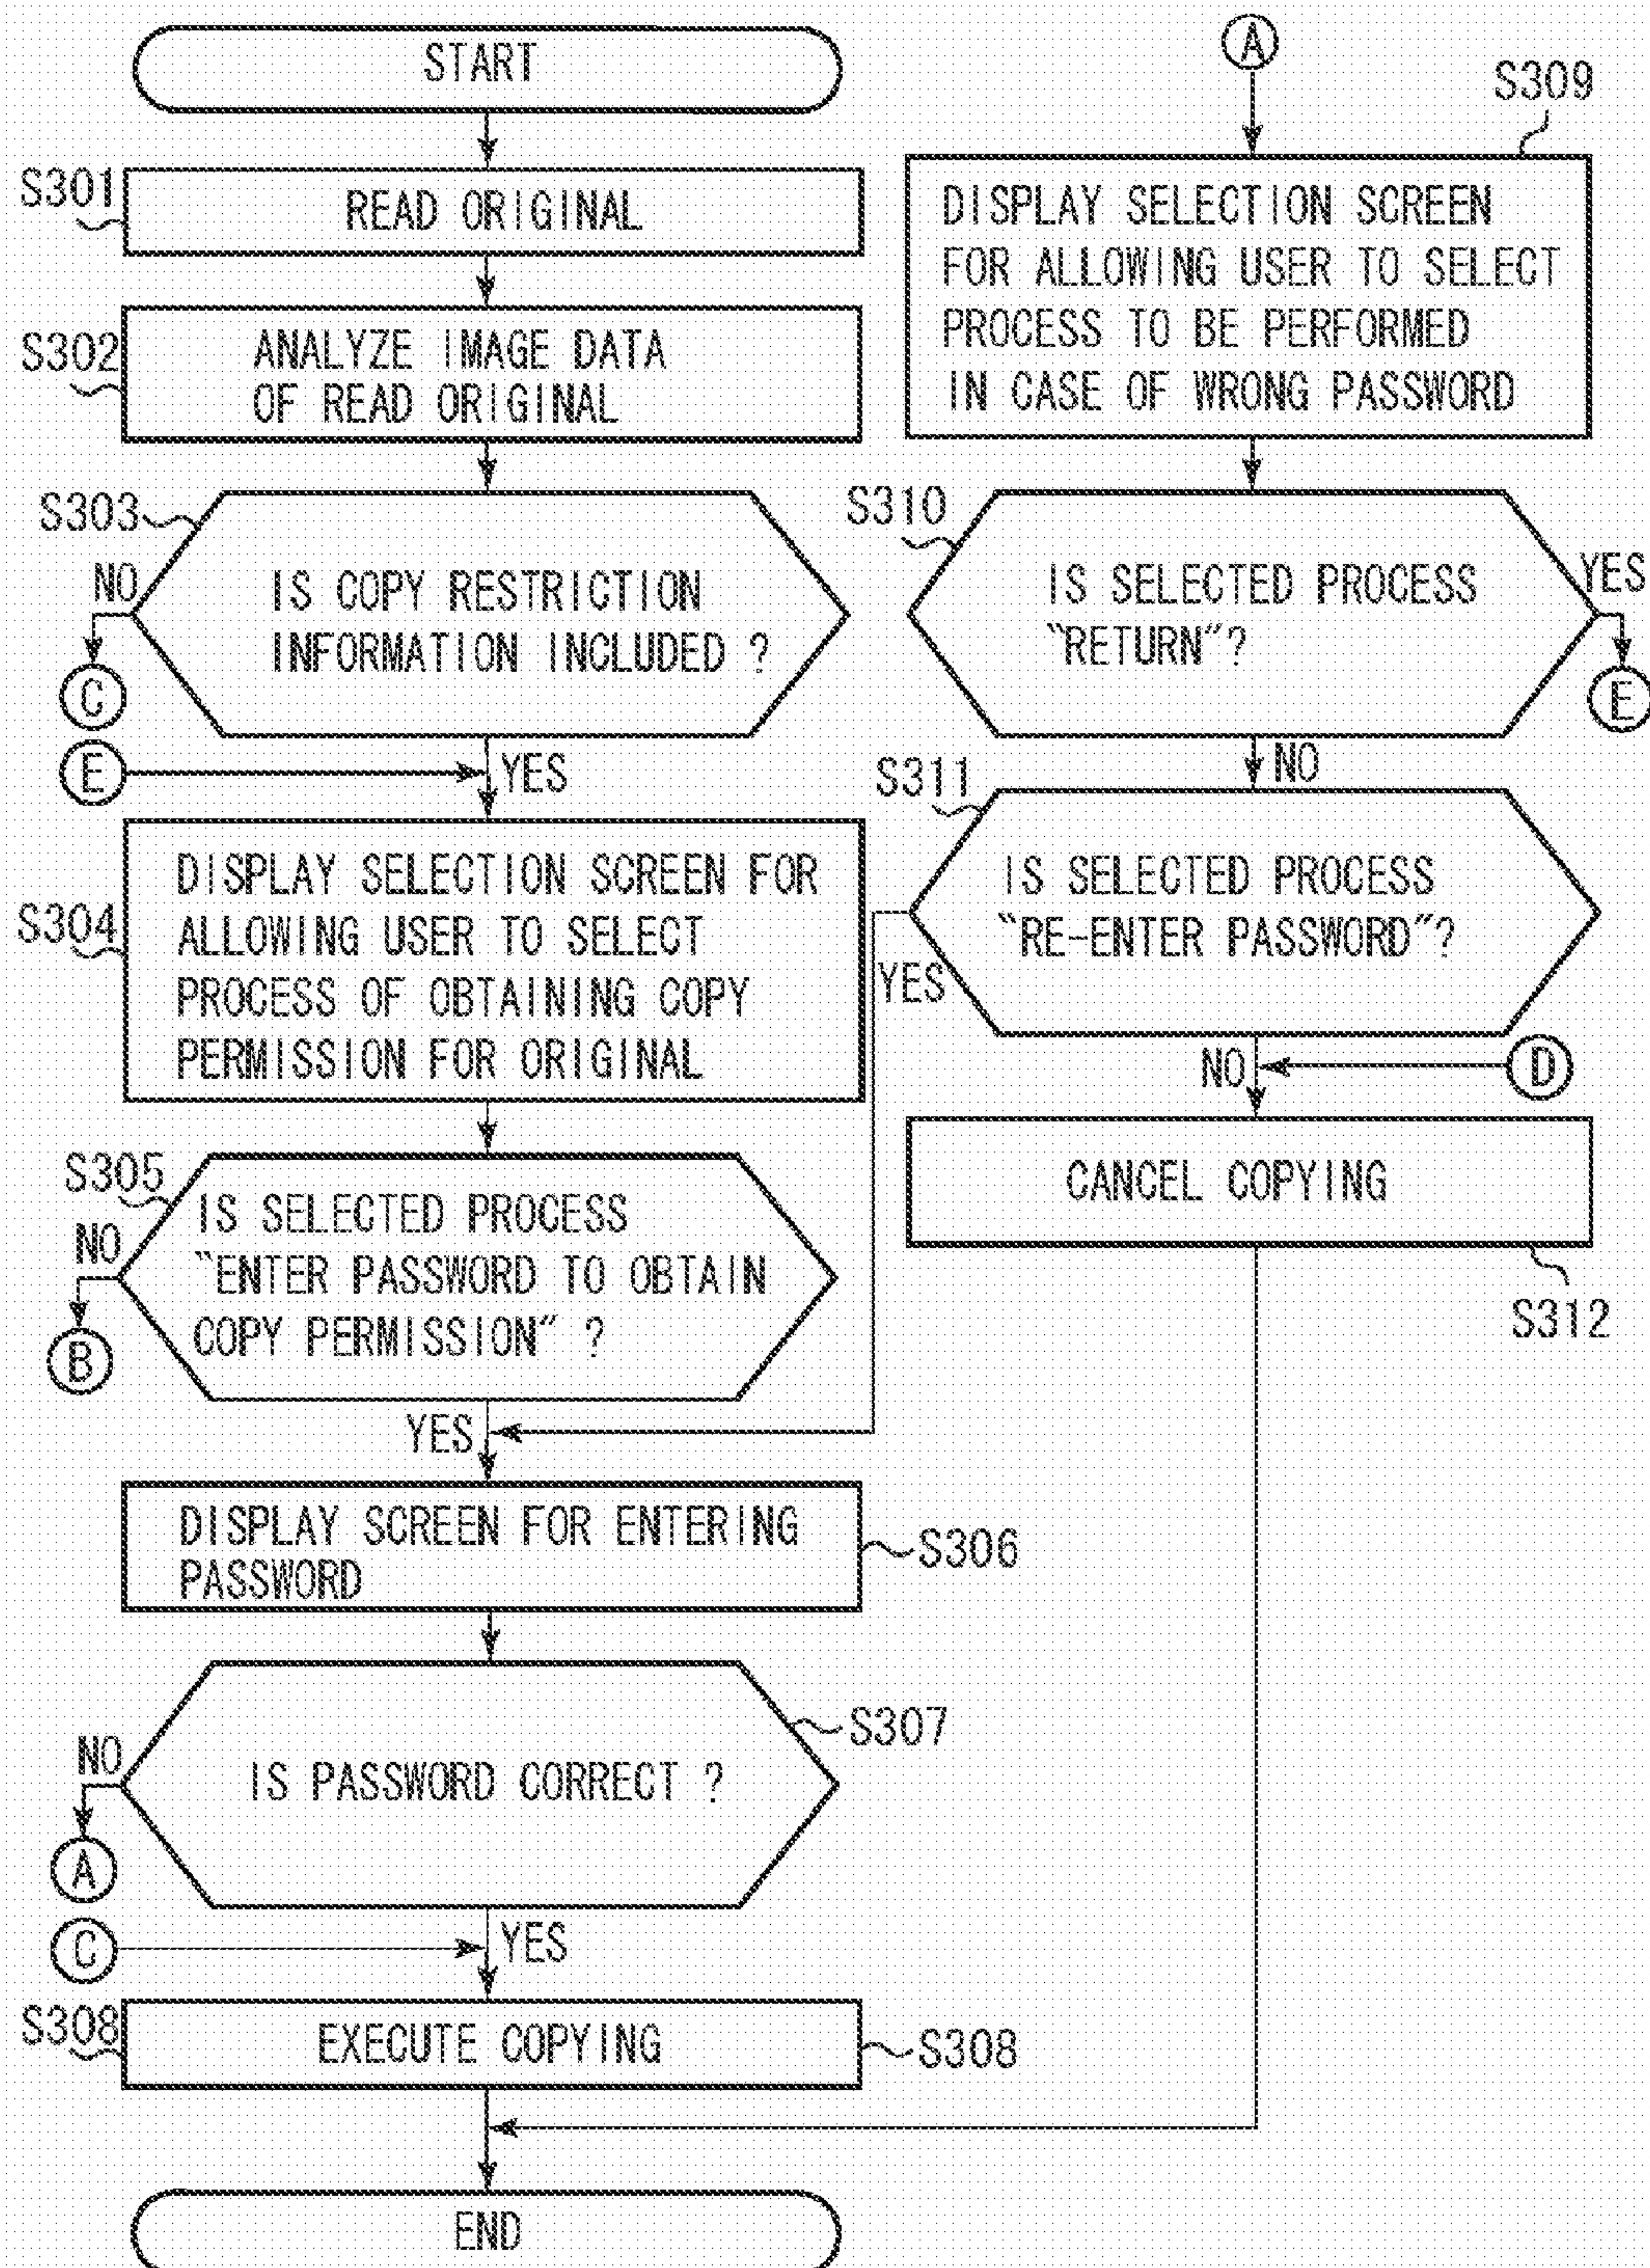 START
S301
READ ORIGINAL
S302
ANALYZE IMAGE DATA
OF READ ORIGINAL
S303
NO
IS COPY RESTRICTION
INFORMATION INCLUDED ?
C
E
YES
S304
DISPLAY SELECTION SCREEN FOR
ALLOWING USER TO SELECT
PROCESS OF OBTAINING COPY
PERMISSION FOR ORIGINAL
S305
NO
IS SELECTED PROCESS
"ENTER PASSWORD TO OBTAIN
COPY PERMISSION" ?
B
YES
DISPLAY SCREEN FOR ENTERING
PASSWORD
S306
S307
NO
IS PASSWORD CORRECT ?
A
C
YES
S308
EXECUTE COPYING
S308
END
A
S309
DISPLAY SELECTION SCREEN
FOR ALLOWING USER TO SELECT
PROCESS TO BE PERFORMED
IN CASE OF WRONG PASSWORD
S310
IS SELECTED PROCESS
"RETURN"?
YES
E
NO
S311
IS SELECTED PROCESS
"RE-ENTER PASSWORD"?
YES
NO
D
CANCEL COPYING
S312